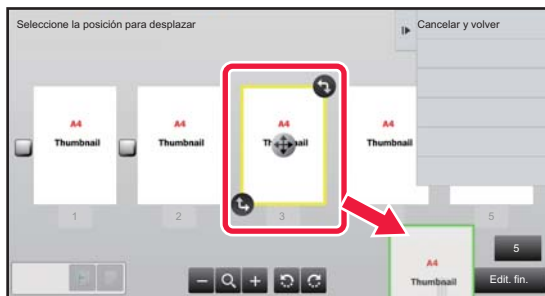 Seleccione la posición para desplazar
Cancelar y volver
A4
Thumbnail
A4
Thumbnail
A4
A4
Thumbnail
1
2
3
5
5
A4
Thumbnail
Edit. fin.